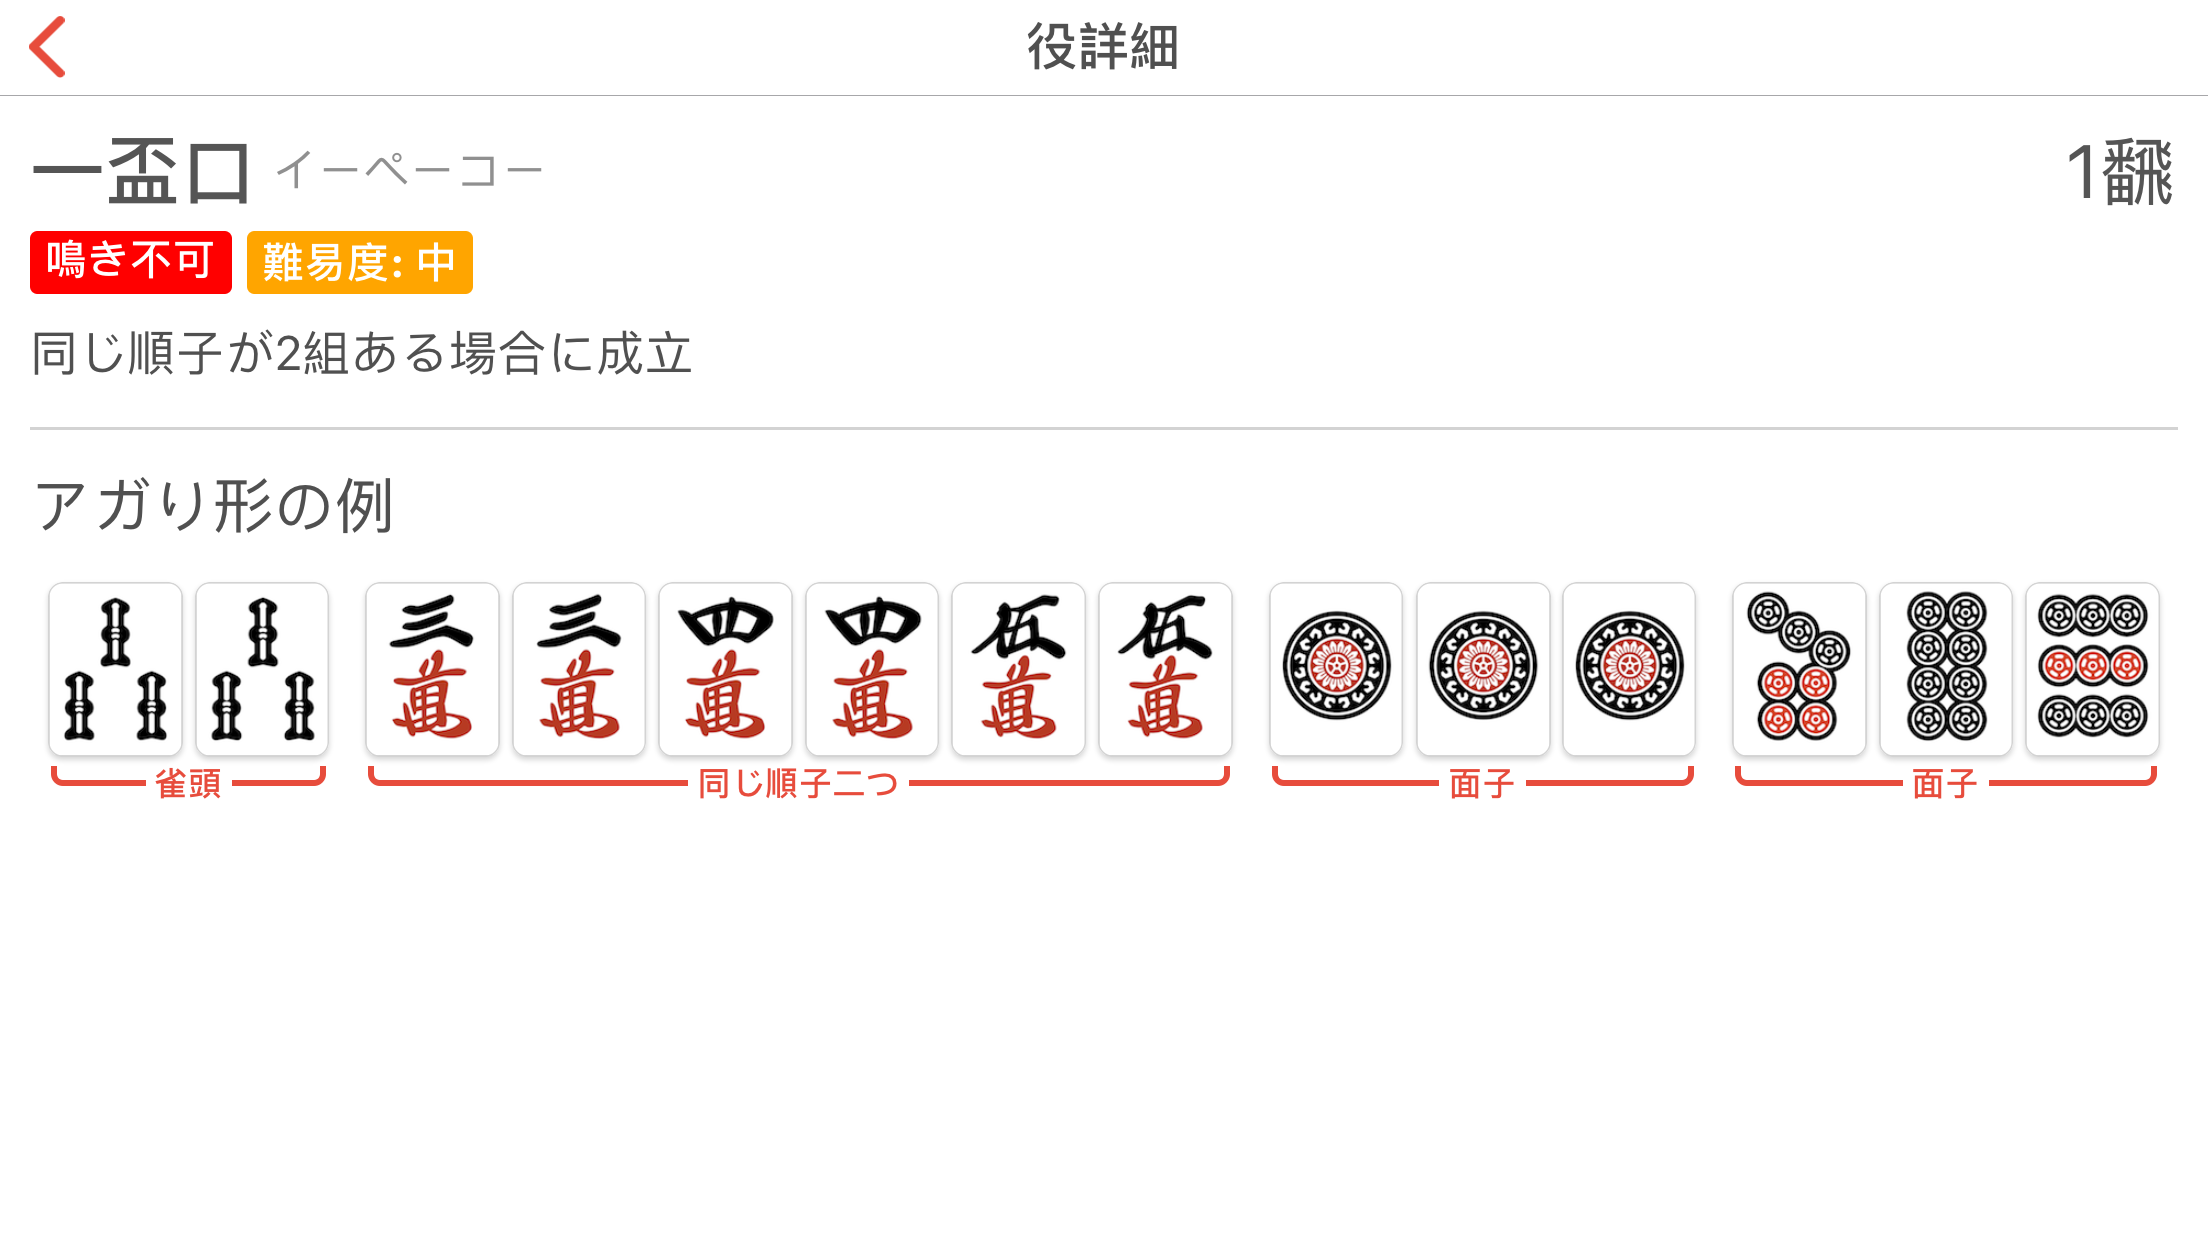 役詳細
一盃口 イーペーコー 1翻
鳴き不可 難易度: 中
同じ順子が2組ある場合に成立
アガり形の例
三萬 三萬 四萬 四萬 伍萬 伍萬
雀頭 同じ順子二つ 面子 面子